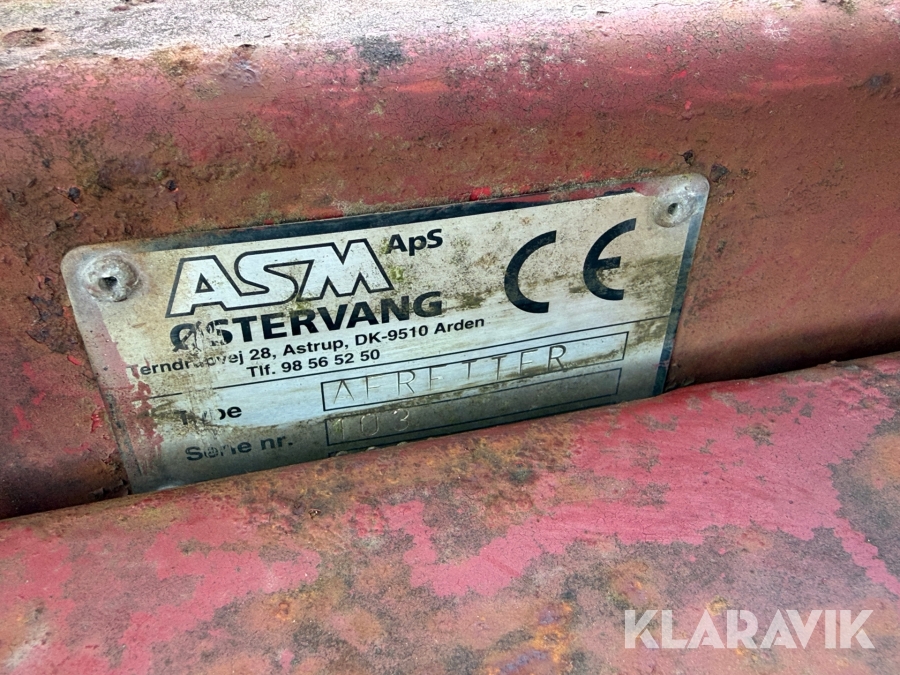 ASM ApS
CE
ØSTERVANG
Terndrupvej 28, Astrup, DK-9510 Arden
Tlf. 98 56 52 50
Type AFRETTER
Serie nr. 103
KLARAVIK